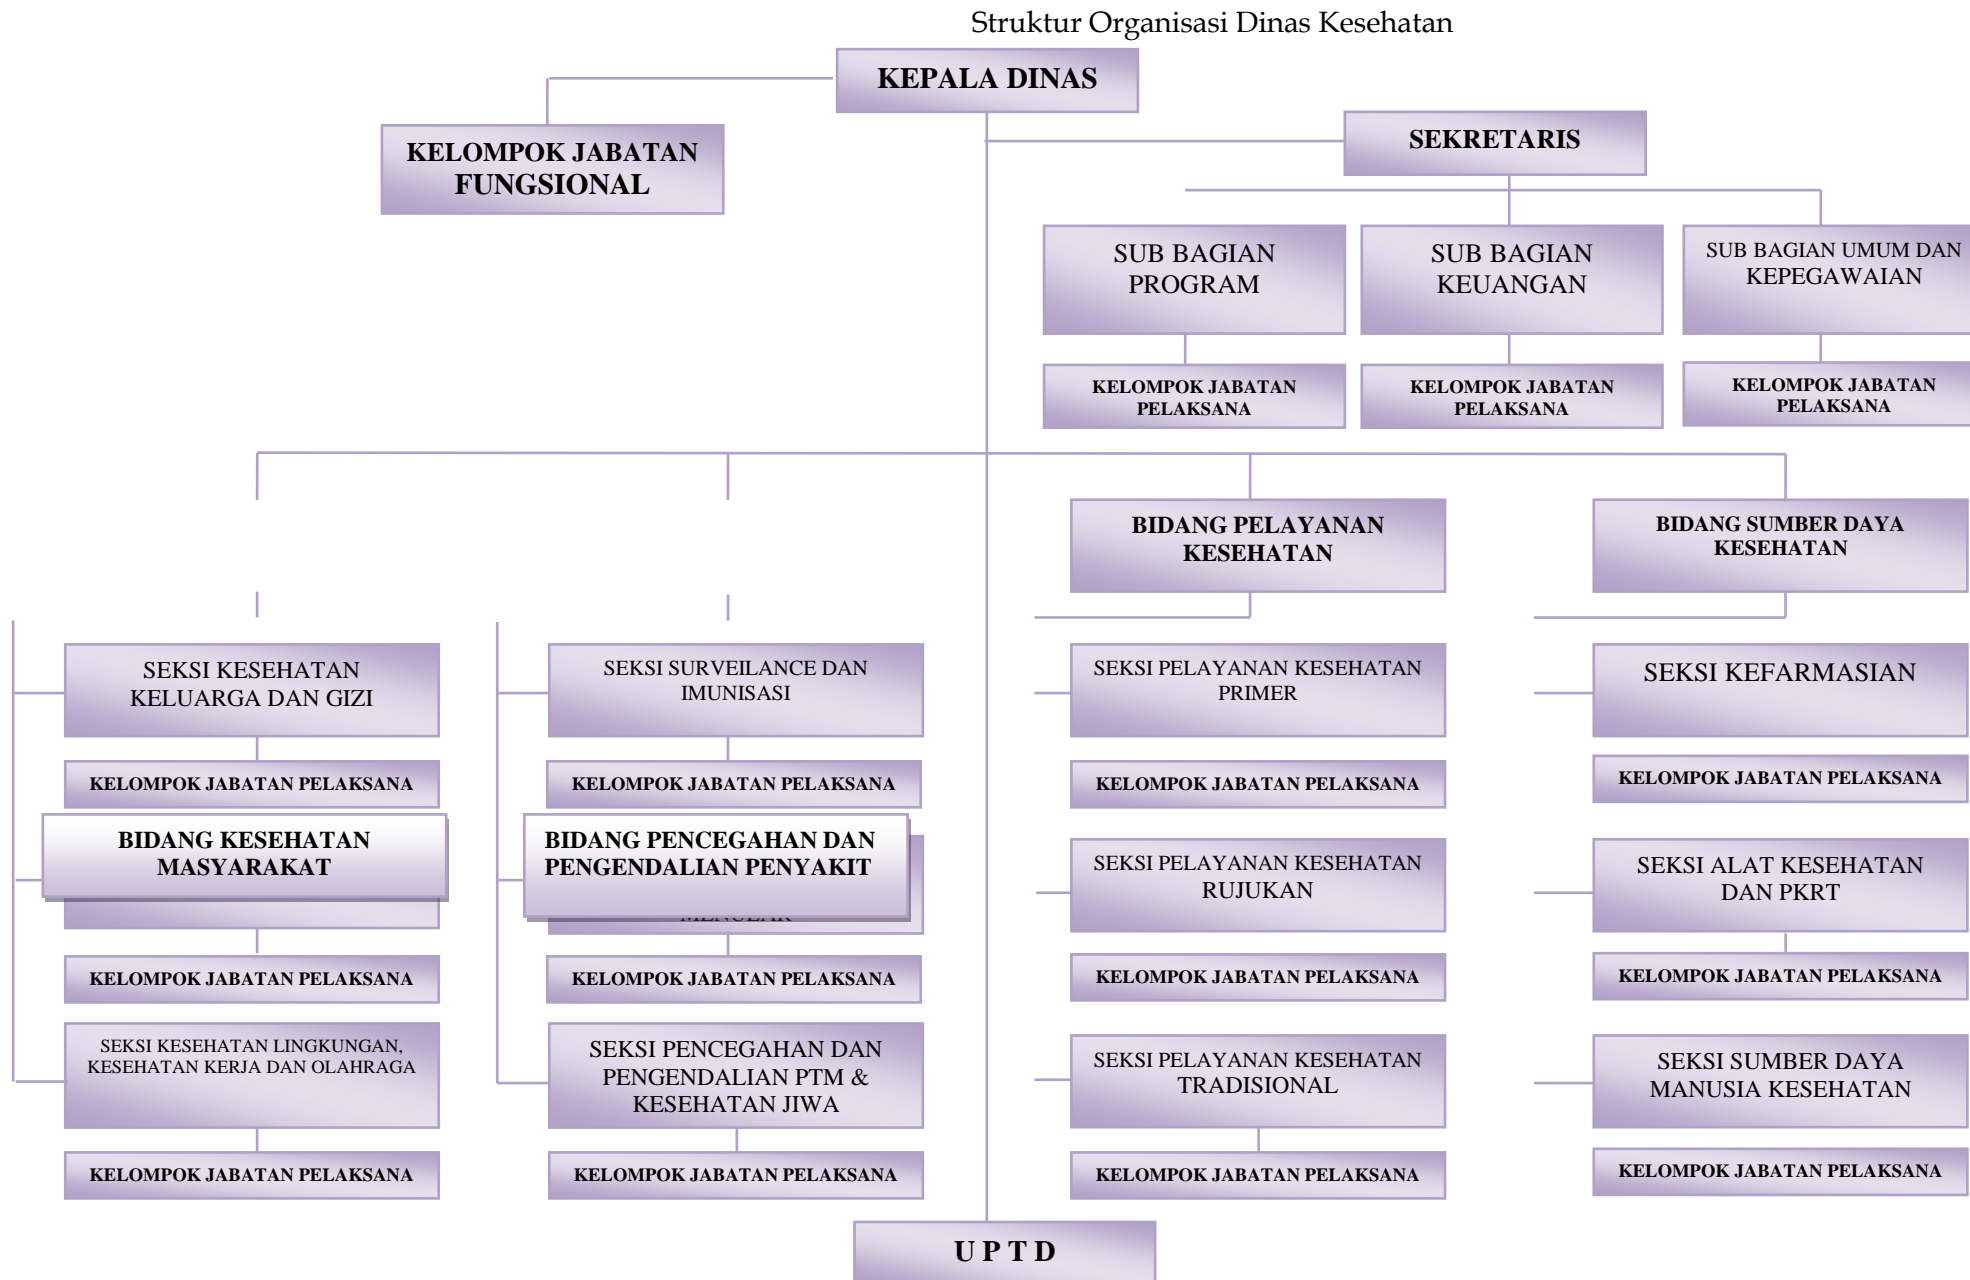 Struktur Organisasi Dinas Kesehatan
KEPALA DINAS
KELOMPOK JABATAN
FUNGSIONAL
SEKRETARIS
SUB BAGIAN
PROGRAM
SUB BAGIAN
KEUANGAN
SUB BAGIAN UMUM DAN
KEPEGAWAIAN
KELOMPOK JABATAN
PELAKSANA
KELOMPOK JABATAN
PELAKSANA
KELOMPOK JABATAN
PELAKSANA
BIDANG PELAYANAN
KESEHATAN
BIDANG SUMBER DAYA
KESEHATAN
SEKSI KESEHATAN
KELUARGA DAN GIZI
SEKSI SURVEILANCE DAN
IMUNISASI
SEKSI PELAYANAN KESEHATAN
PRIMER
SEKSI KEFARMASIAN
KELOMPOK JABATAN PELAKSANA
KELOMPOK JABATAN PELAKSANA
KELOMPOK JABATAN PELAKSANA
KELOMPOK JABATAN PELAKSANA
BIDANG KESEHATAN
MASYARAKAT
BIDANG PENCEGAHAN DAN
PENGENDALIAN PENYAKIT
SEKSI PELAYANAN KESEHATAN
RUJUKAN
SEKSI ALAT KESEHATAN
DAN PKRT
KELOMPOK JABATAN PELAKSANA
KELOMPOK JABATAN PELAKSANA
KELOMPOK JABATAN PELAKSANA
KELOMPOK JABATAN PELAKSANA
SEKSI KESEHATAN LINGKUNGAN,
KESEHATAN KERJA DAN OLAHRAGA
SEKSI PENCEGAHAN DAN
PENGENDALIAN PTM &
KESEHATAN JIWA
SEKSI PELAYANAN KESEHATAN
TRADISIONAL
SEKSI SUMBER DAYA
MANUSIA KESEHATAN
KELOMPOK JABATAN PELAKSANA
KELOMPOK JABATAN PELAKSANA
KELOMPOK JABATAN PELAKSANA
KELOMPOK JABATAN PELAKSANA
U P T D